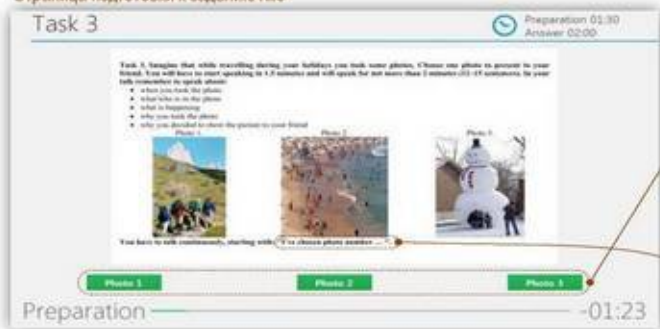 Страница подготовки к заданию №3
Task 3
Preparation 01:30
Answer 02:00
Task 3. Imagine that while travelling during your holidays you took some photos. Choose one photo to present to your
friend. You will have to start speaking in 1.5 minutes and will speak for not more than 2 minutes (12–15 sentences). In your
talk remember to speak about:
• when you took the photo
• what/who is in the photo
• what is happening
• why you took the photo
• why you decided to show the picture to your friend
Photo 1
Photo 2
Photo 3
You have to talk continuously, starting with: "I've chosen photo number ... "
Photo 1
Photo 2
Photo 3
Preparation
-01:23